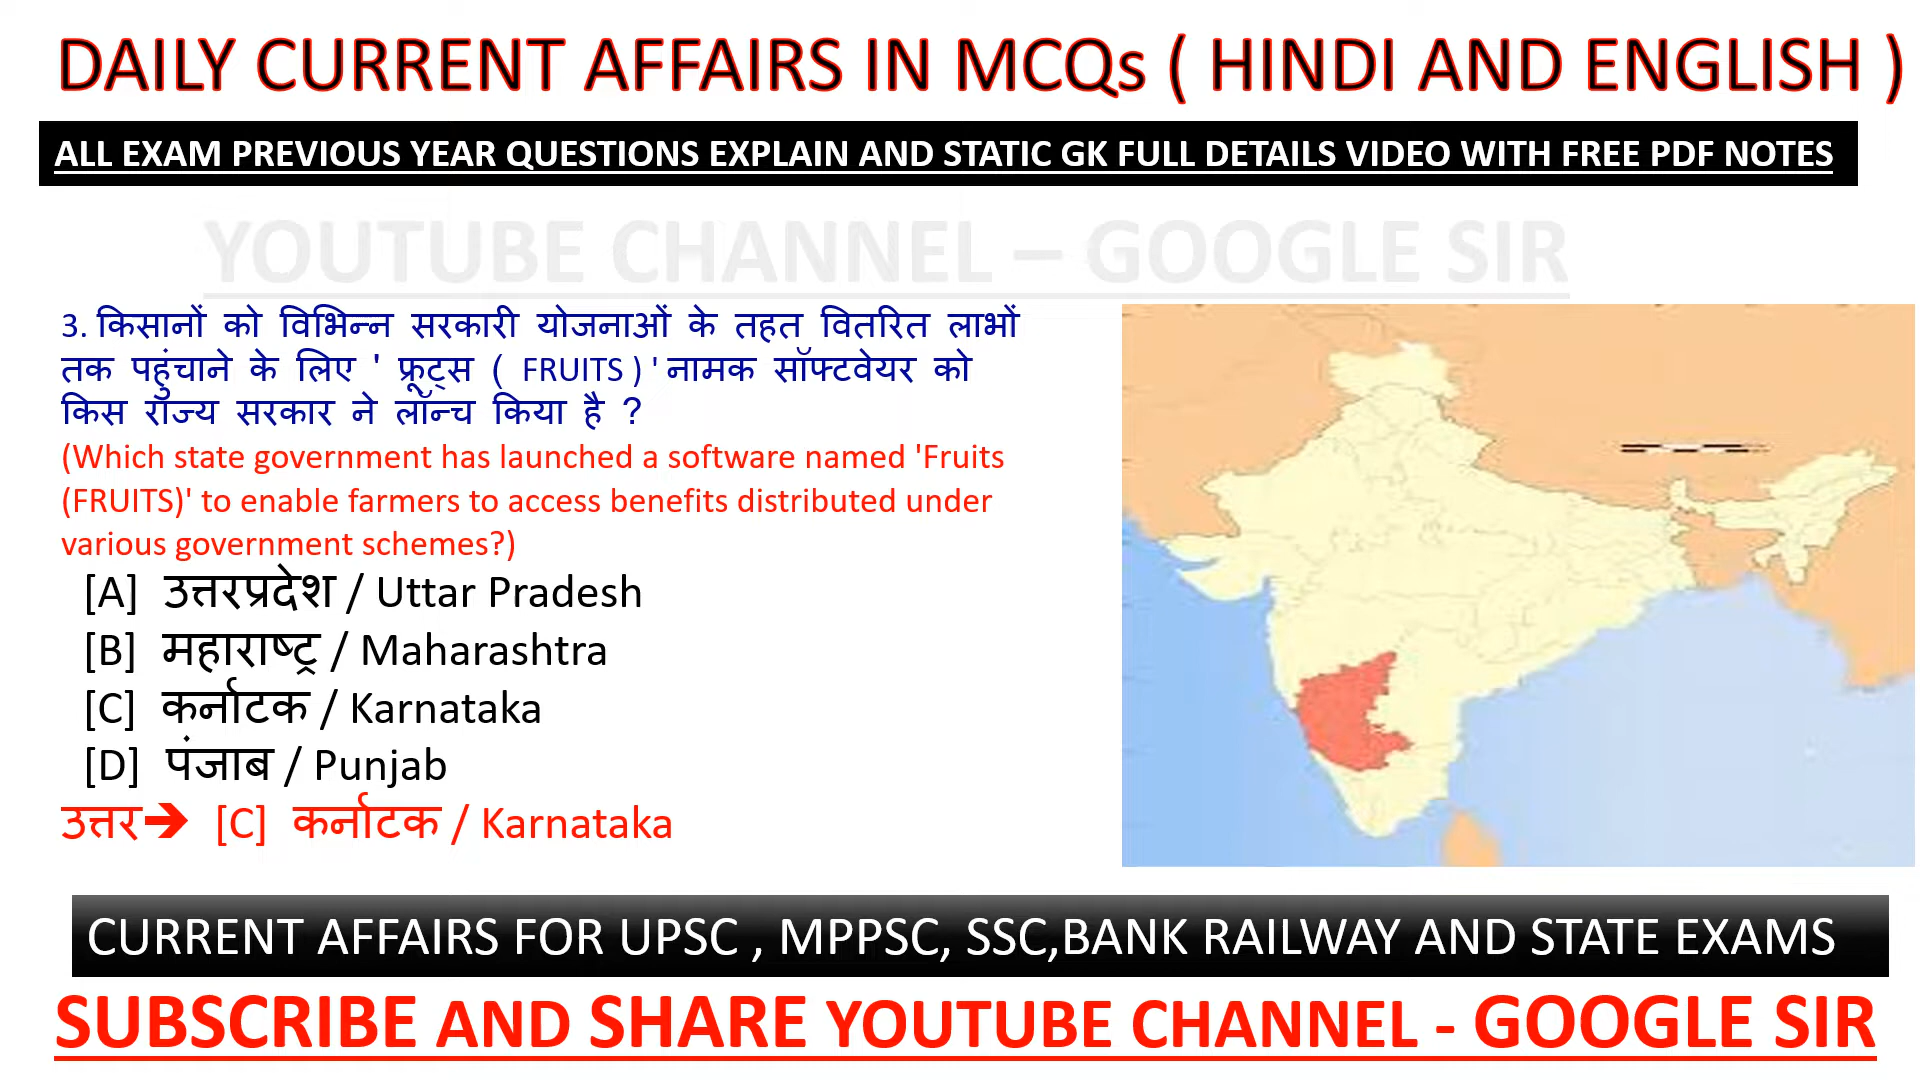 DAILY CURRENT AFFAIRS IN MCQs ( HINDI AND ENGLISH )
ALL EXAM PREVIOUS YEAR QUESTIONS EXPLAIN AND STATIC GK FULL DETAILS VIDEO WITH FREE PDF NOTES
YOUTUBE CHANNEL – GOOGLE SIR
3. किसानों को विभिन्न सरकारी योजनाओं के तहत वितरित लाभों
तक पहुंचाने के लिए ' फ्रूट्स ( FRUITS ) ' नामक सॉफ्टवेयर को
किस राज्य सरकार ने लॉन्च किया है ?
(Which state government has launched a software named 'Fruits
(FRUITS)' to enable farmers to access benefits distributed under
various government schemes?)
[A] उत्तरप्रदेश / Uttar Pradesh
[B] महाराष्ट्र / Maharashtra
[C] कर्नाटक / Karnataka
[D] पंजाब / Punjab
उत्तर➔ [C] कर्नाटक / Karnataka
CURRENT AFFAIRS FOR UPSC , MPPSC, SSC,BANK RAILWAY AND STATE EXAMS
SUBSCRIBE AND SHARE YOUTUBE CHANNEL - GOOGLE SIR